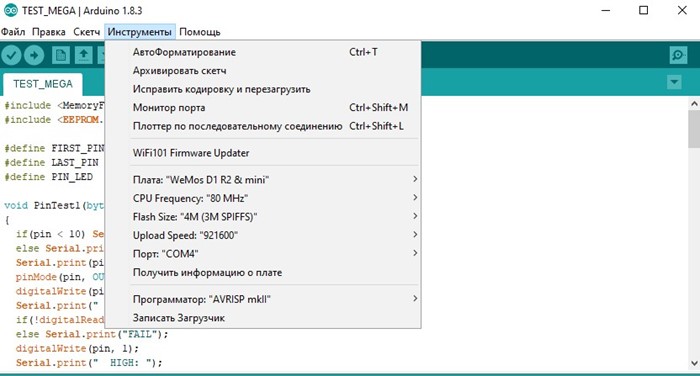 TEST_MEGA | Arduino 1.8.3
Файл Правка Скетч Инструменты Помощь
АвтоФорматирование Ctrl+T
Архивировать скетч
Исправить кодировку и перезагрузить
Монитор порта Ctrl+Shift+M
Плоттер по последовательному соединению Ctrl+Shift+L
WiFi101 Firmware Updater
Плата: "WeMos D1 R2 & mini"
CPU Frequency: "80 MHz"
Flash Size: "4M (3M SPIFFS)"
Upload Speed: "921600"
Порт: "COM4"
Получить информацию о плате
Программатор: "AVRISP mkII"
Записать Загрузчик
TEST_MEGA
#include <MemoryF
#include <EEPROM.
#define FIRST_PIN
#define LAST_PIN
#define PIN_LED
void PinTest1(byt
{
if(pin < 10) Se
else Serial.pri
Serial.print(pi
pinMode(pin, OU
digitalWrite(pi
Serial.print("
if(!digitalRead
else Serial.print("FAIL");
digitalWrite(pin, 1);
Serial.print("  HIGH: ");